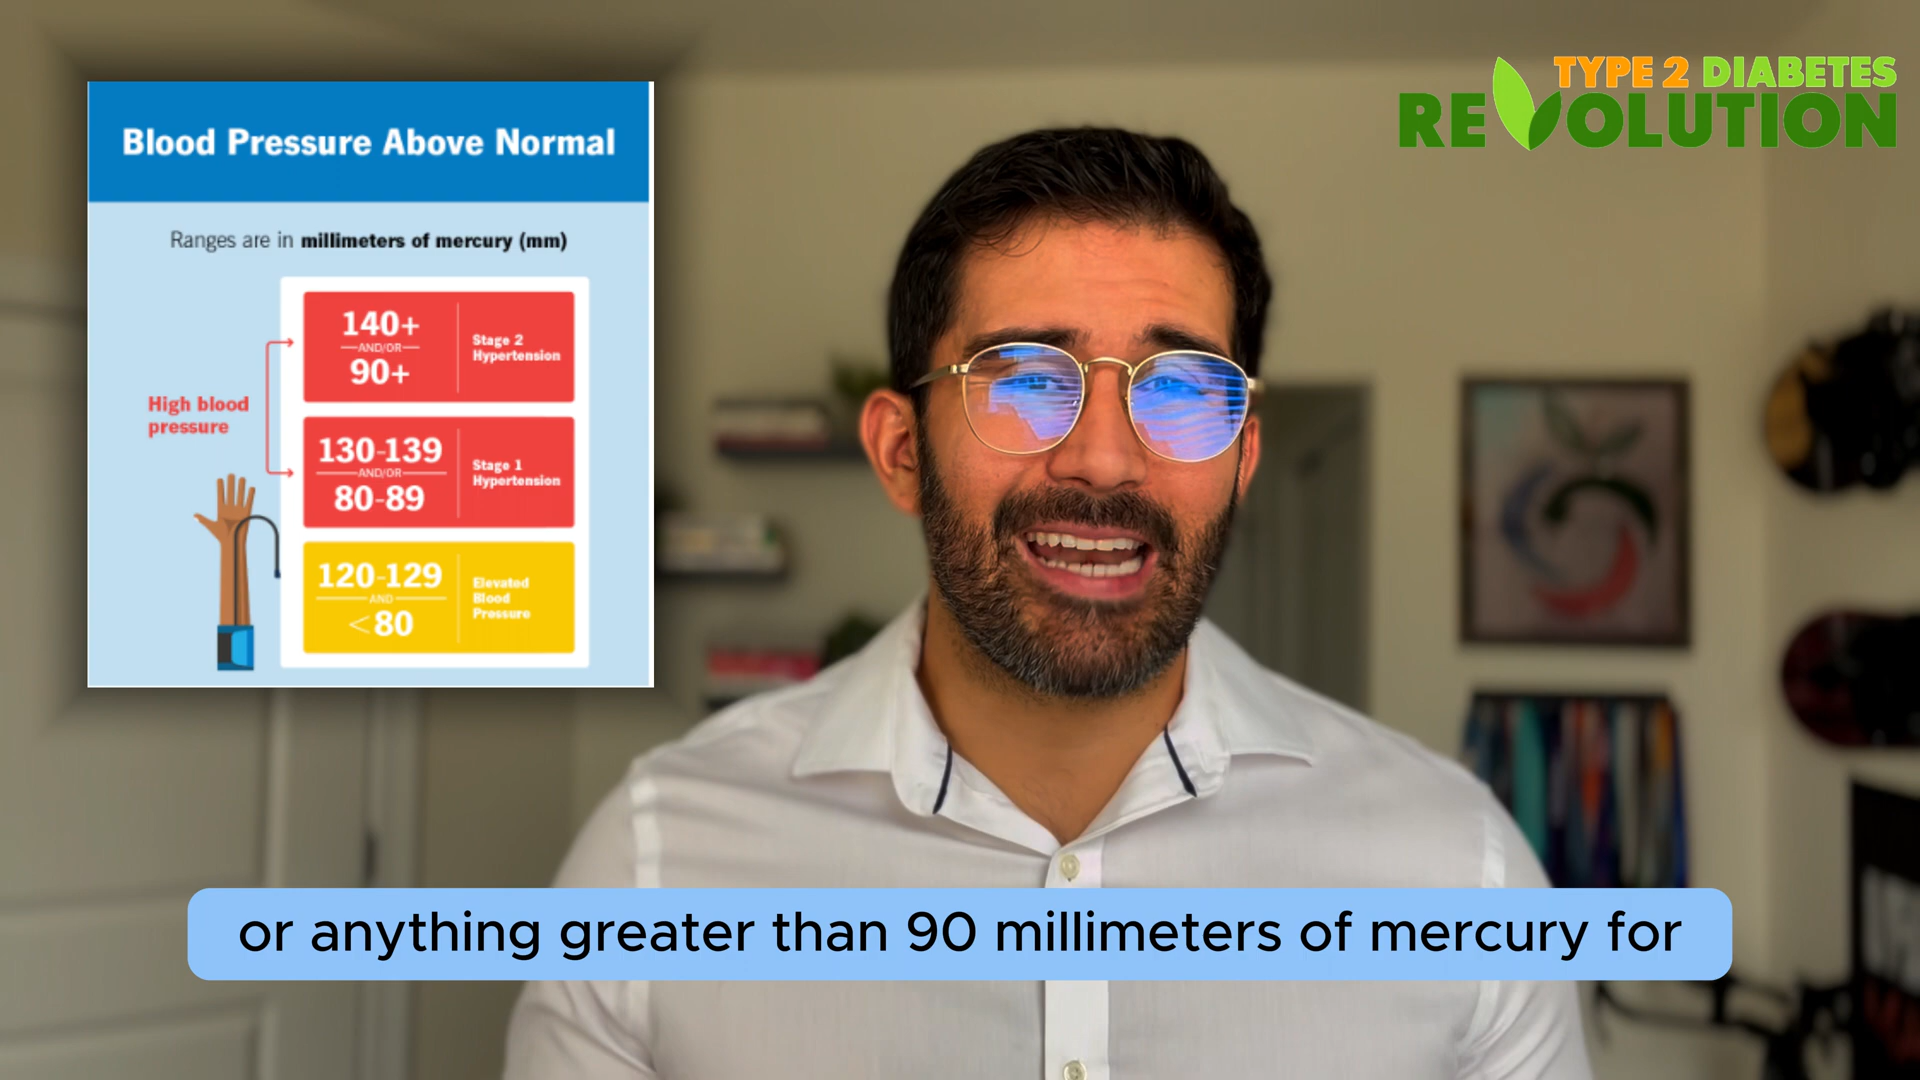 Blood Pressure Above Normal
Ranges are in millimeters of mercury (mm)
140+
AND/OR
90+
Stage 2
Hypertension
High blood
pressure
130-139
AND/OR
80-89
Stage 1
Hypertension
120-129
AND
<80
Elevated
Blood
Pressure
TYPE 2 DIABETES
REVOLUTION
or anything greater than 90 millimeters of mercury for